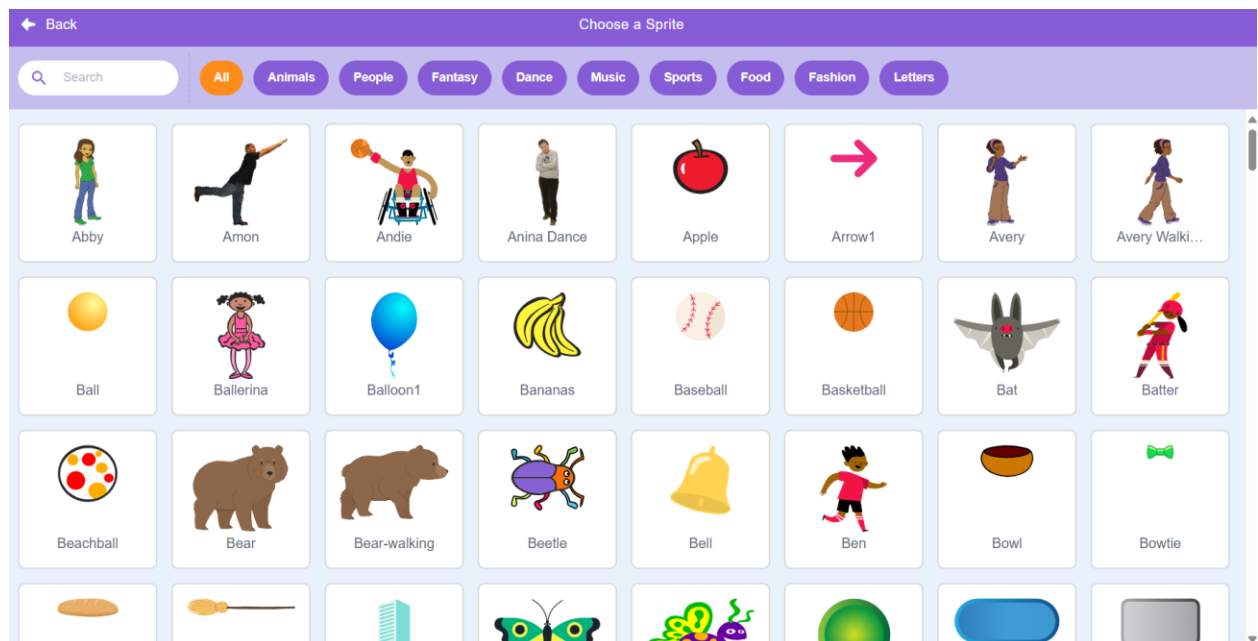 Back
Choose a Sprite
Search
All
Animals
People
Fantasy
Dance
Music
Sports
Food
Fashion
Letters
Abby
Amon
Andie
Anina Dance
Apple
Arrow1
Avery
Avery Walki...
Ball
Ballerina
Balloon1
Bananas
Baseball
Basketball
Bat
Batter
Beachball
Bear
Bear-walking
Beetle
Bell
Ben
Bowl
Bowtie